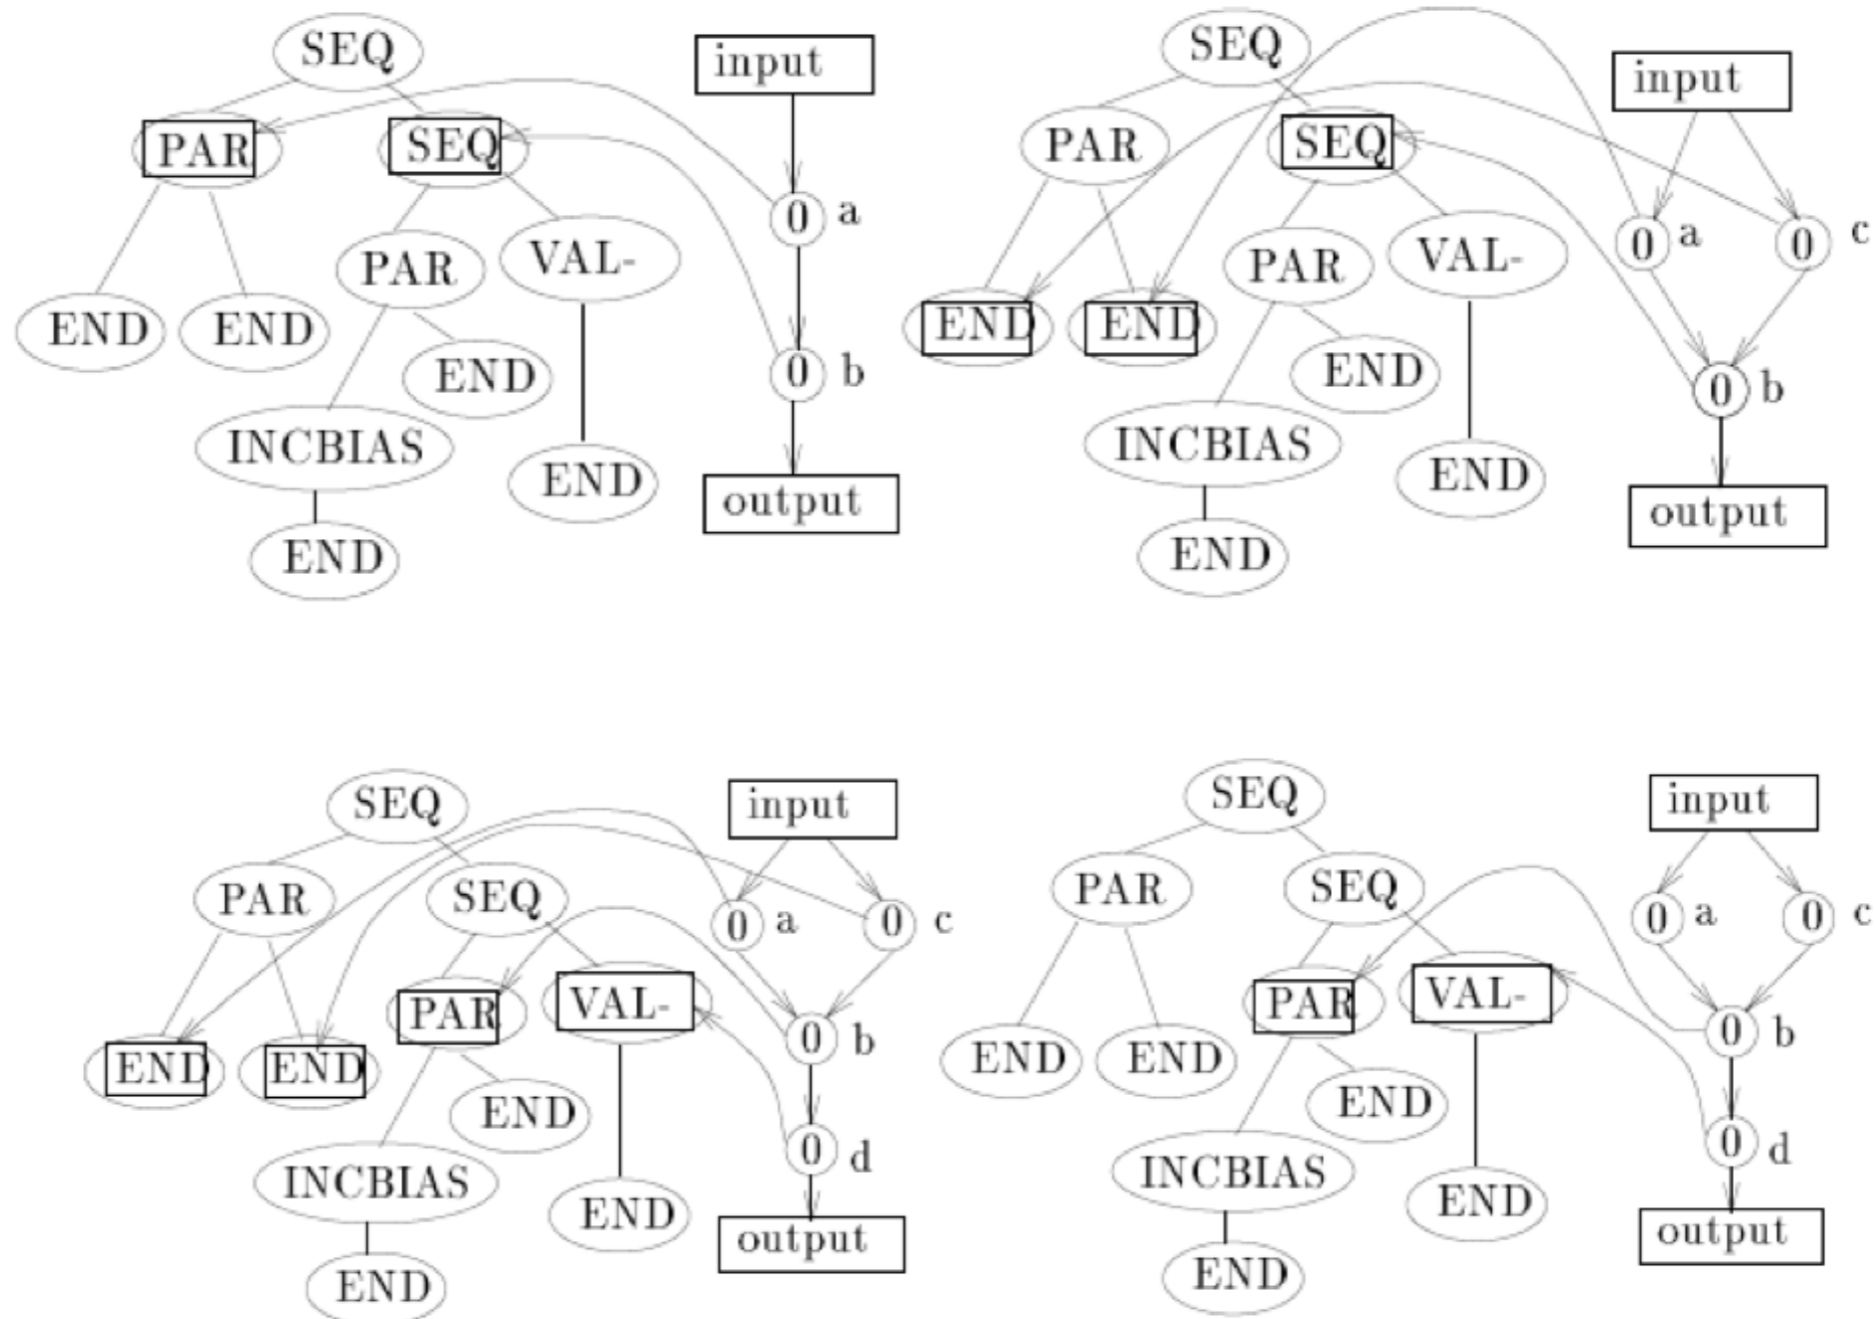 SEQ
input
PAR
SEQ
0 a
PAR
VAL-
END
END
END
0 b
INCBIAS
END
output
END
SEQ
input
PAR
SEQ
0 a
0 c
PAR
VAL-
END
END
END
0 b
INCBIAS
END
output
END
SEQ
input
PAR
SEQ
0 a
0 c
PAR
VAL-
END
END
0 b
END
0 d
INCBIAS
END
output
END
SEQ
input
PAR
SEQ
0 a
0 c
PAR
VAL-
END
END
0 b
END
0 d
INCBIAS
END
output
END